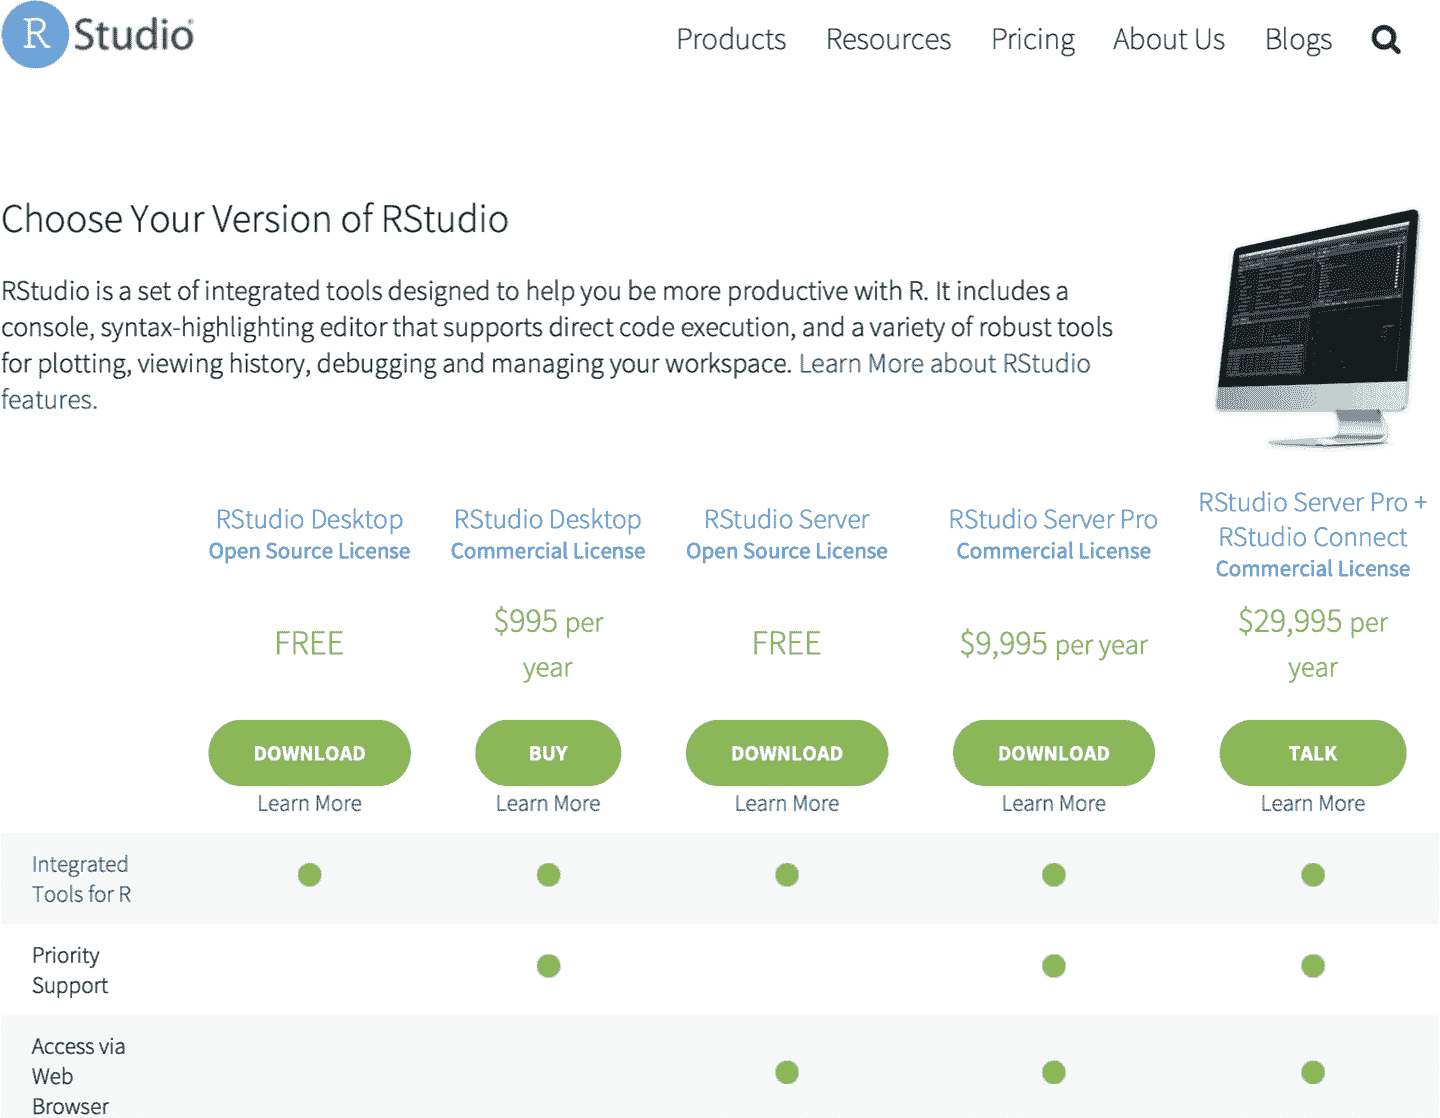 R Studio®
Products Resources Pricing About Us Blogs
Choose Your Version of RStudio
RStudio is a set of integrated tools designed to help you be more productive with R. It includes a
console, syntax-highlighting editor that supports direct code execution, and a variety of robust tools
for plotting, viewing history, debugging and managing your workspace. Learn More about RStudio
features.
RStudio Desktop
Open Source License
FREE
DOWNLOAD
Learn More
RStudio Desktop
Commercial License
$995 per
year
BUY
Learn More
RStudio Server
Open Source License
FREE
DOWNLOAD
Learn More
RStudio Server Pro
Commercial License
$9,995 per year
DOWNLOAD
Learn More
RStudio Server Pro +
RStudio Connect
Commercial License
$29,995 per
year
TALK
Learn More
Integrated
Tools for R
Priority
Support
Access via
Web
Browser